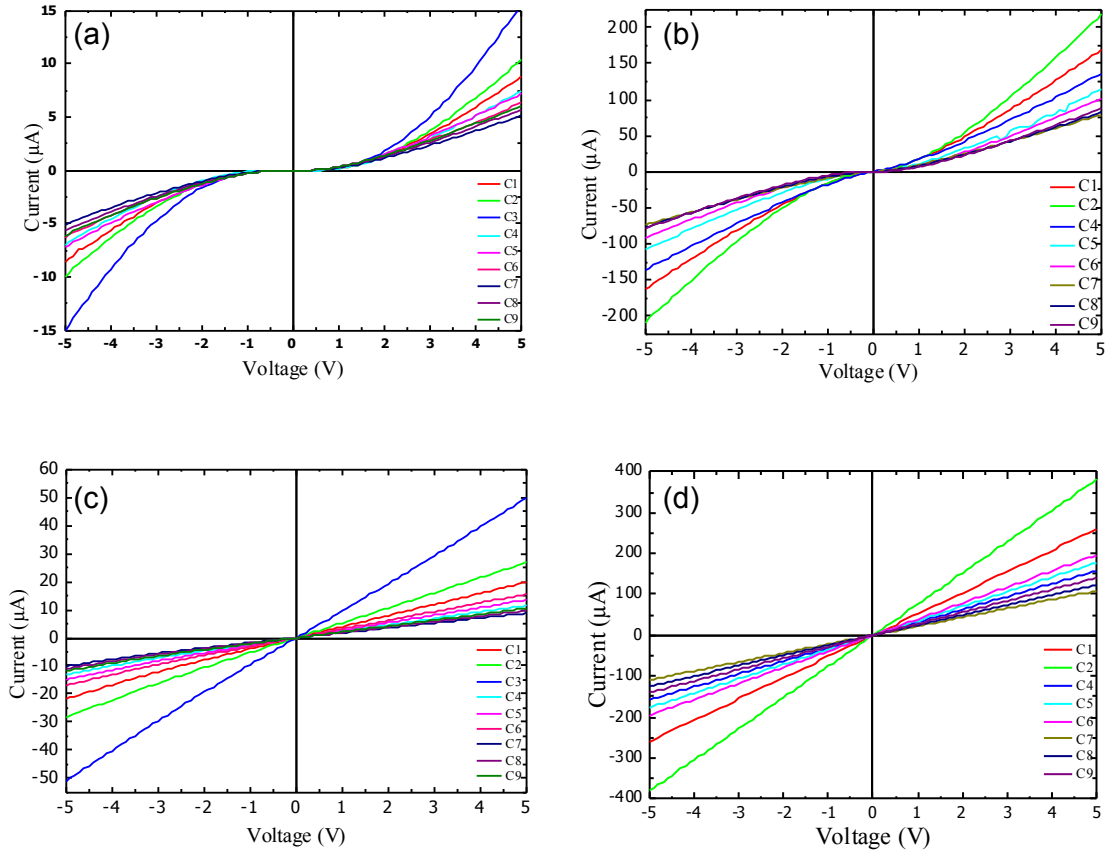 (a)
15
10
5
0
-5
-10
-15
Current (µA)
C1
C2
C3
C4
C5
C6
C7
C8
C9
-5 -4 -3 -2 -1 0 1 2 3 4 5
Voltage (V)
(b)
200
150
100
50
0
-50
-100
-150
-200
Current (µA)
C1
C2
C4
C5
C6
C7
C8
C9
-5 -4 -3 -2 -1 0 1 2 3 4 5
Voltage (V)
(c)
60
50
40
30
20
10
0
-10
-20
-30
-40
-50
Current (µA)
C1
C2
C3
C4
C5
C6
C7
C8
C9
-5 -4 -3 -2 -1 0 1 2 3 4 5
Voltage (V)
(d)
400
300
200
100
0
-100
-200
-300
-400
Current (µA)
C1
C2
C4
C5
C6
C7
C8
C9
-5 -4 -3 -2 -1 0 1 2 3 4 5
Voltage (V)